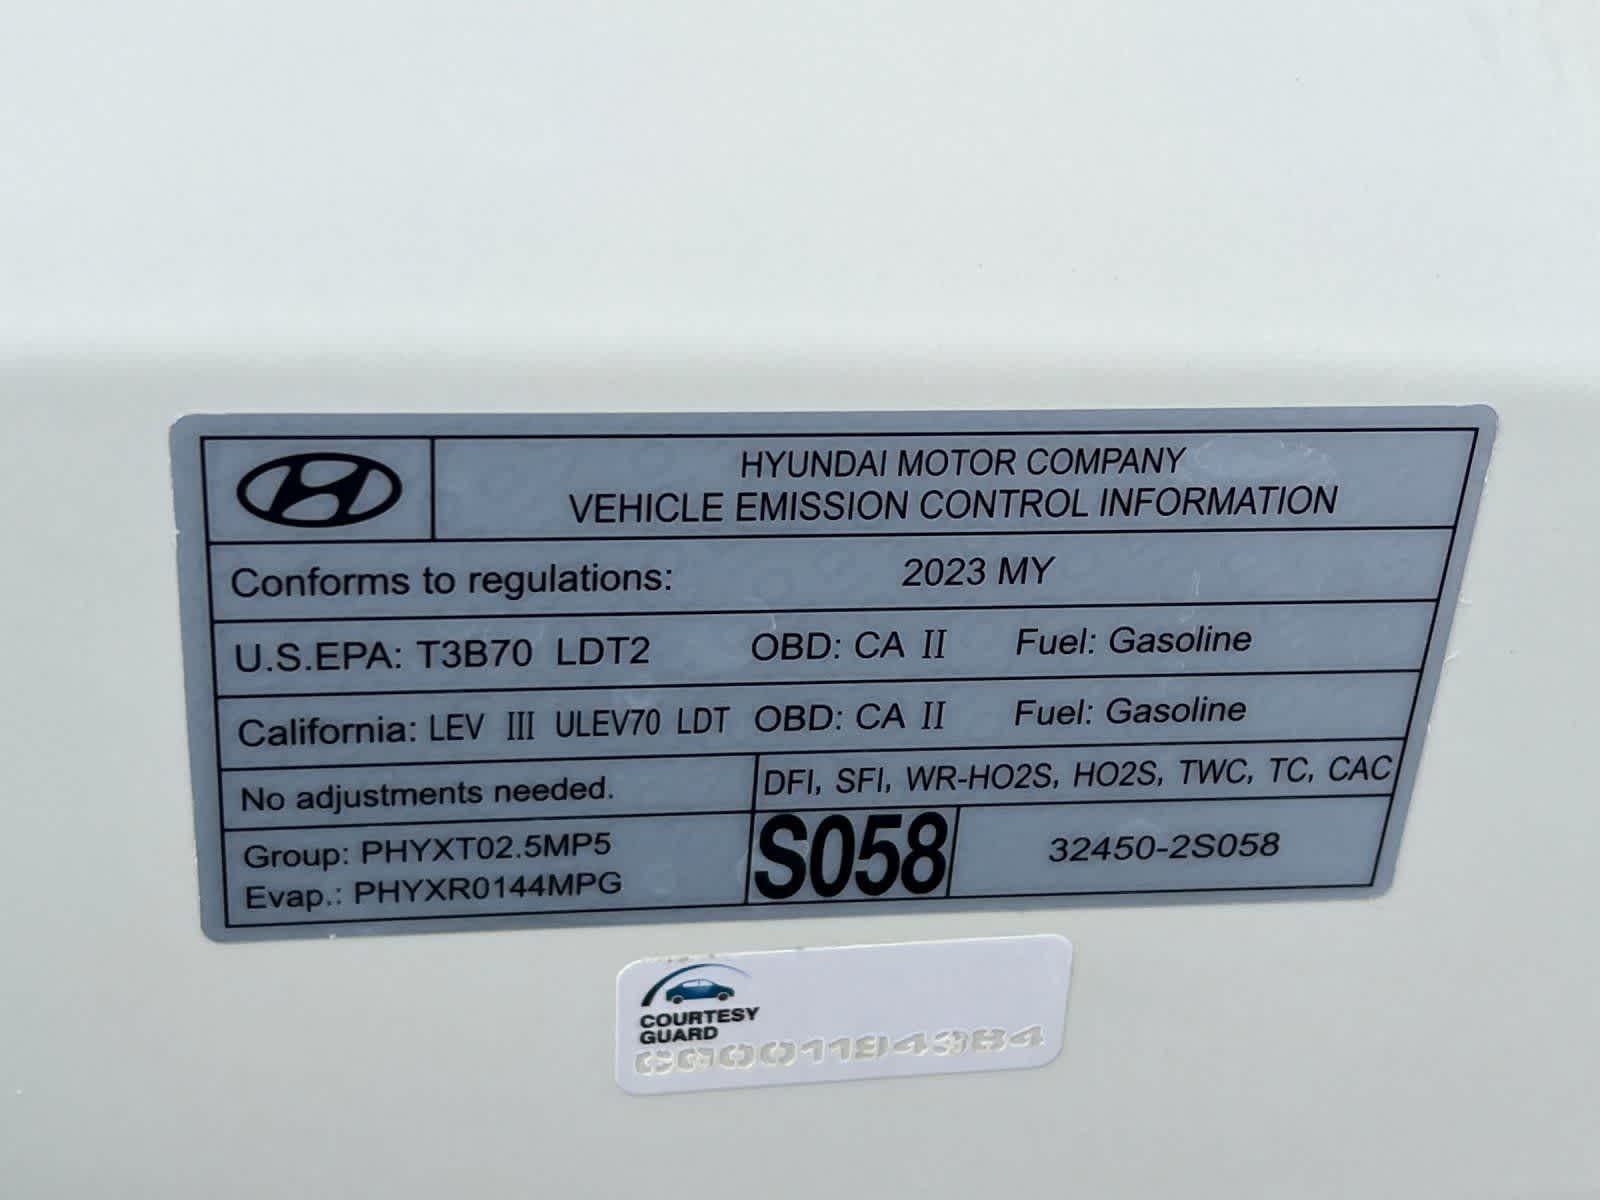 HYUNDAI MOTOR COMPANY
VEHICLE EMISSION CONTROL INFORMATION
Conforms to regulations: 2023 MY
U.S.EPA: T3B70 LDT2 OBD: CA II Fuel: Gasoline
California: LEV III ULEV70 LDT OBD: CA II Fuel: Gasoline
No adjustments needed. DFI, SFI, WR-HO2S, HO2S, TWC, TC, CAC
Group: PHYXT02.5MP5
Evap.: PHYXR0144MPG
S058
32450-2S058
COURTESY
GUARD
CG001194384